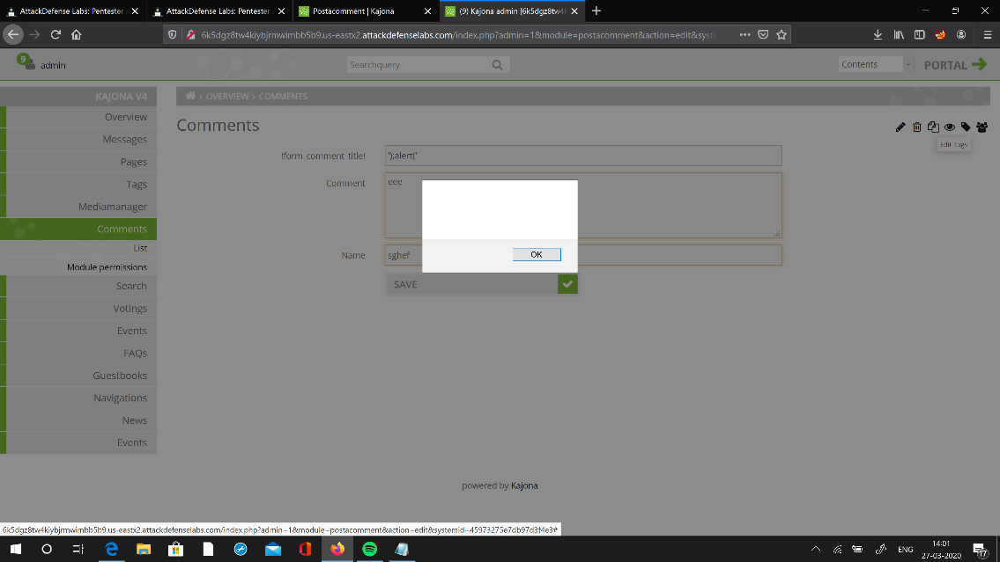 AttackDefense Labs: Pentester
AttackDefense Labs: Pentester
Postacomment | Kajona
(9) Kajona admin [6k5dgz8tw4k
6k5dgz8tw4kiybjrmwimbb5b9.us-eastx2.attackdefenselabs.com/index.php?admin=1&module=postacomment&action=edit&syst
9
admin
Searchquery
Contents
PORTAL
KAJONA V4
> OVERVIEW > COMMENTS
Overview
Messages
Pages
Tags
Mediamanager
Comments
List
Module permissions
Search
Votings
Events
FAQs
Guestbooks
Navigations
News
Events
Comments
Edit Tags
!form comment title!
');alert('
Comment
eee
OK
Name
sghef
SAVE
powered by Kajona
6k5dgz8tw4kiybjrmwimbb5b9.us-eastx2.attackdefenselabs.com/index.php?admin=1&module=postacomment&action=edit&systemid=45973275e7db97d3f4e3#
ENG
14:01
27-03-2020
17